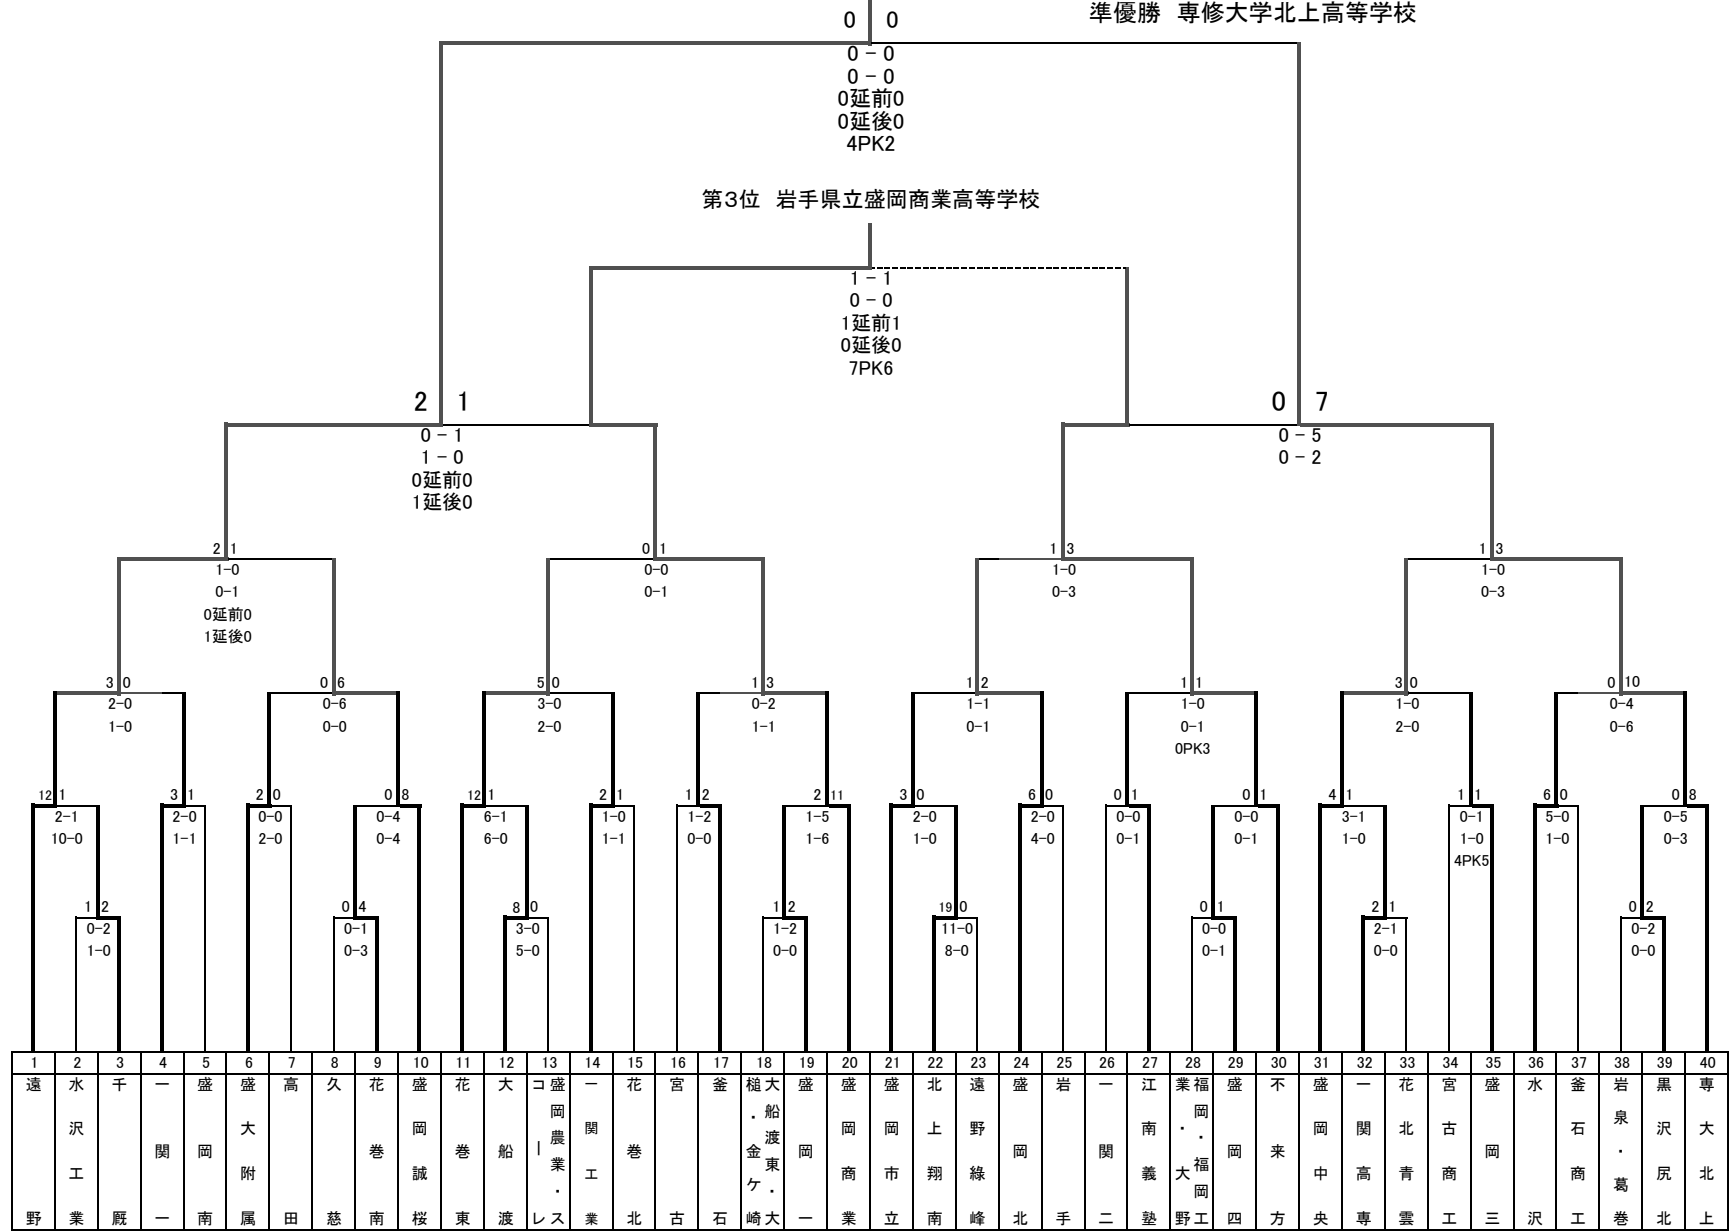 準優勝　専修大学北上高等学校
0 0
0 - 0
0 - 0
0延前0
0延後0
4PK2
第3位　岩手県立盛岡商業高等学校
1 - 1
0 - 0
1延前1
0延後0
7PK6
2 1
0 7
0 - 1
1 - 0
0延前0
1延後0
0 - 5
0 - 2
2 1
0 1
1 3
1 3
1-0
0-1
0延前0
1延後0
0-0
0-1
1-0
0-3
1-0
0-3
3 0
0 6
5 0
1 3
1 2
1 1
3 0
0 10
2-0
1-0
0-6
0-0
3-0
2-0
0-2
1-1
1-1
0-1
1-0
0-1
0PK3
1-0
2-0
0-4
0-6
12 1
3 1
2 0
0 8
12 1
2 1
1 2
2 11
3 0
6 0
0 1
0 1
4 1
1 1
6 0
0 8
2-1
10-0
2-0
1-1
0-0
2-0
0-4
0-4
6-1
6-0
1-0
1-1
1-2
0-0
1-5
1-6
2-0
1-0
2-0
4-0
0-0
0-1
0-0
0-1
3-1
1-0
0-1
1-0
4PK5
5-0
1-0
0-5
0-3
1 2
0 4
8 0
1 2
19 0
0 1
2 1
0 2
0-2
1-0
0-1
0-3
3-0
5-0
1-2
0-0
11-0
8-0
0-0
0-1
2-1
0-0
0-2
0-0
1 2 3 4 5 6 7 8 9 10 11 12 13 14 15 16 17 18 19 20 21 22 23 24 25 26 27 28 29 30 31 32 33 34 35 36 37 38 39 40
遠野
水沢工業
千厩
一関一
盛岡南
盛大附属
高田
久慈
花巻南
盛岡誠桜
花巻東
大船渡
盛岡農業・ス
コーレ
一関工業
花巻北
宮古
釜石
大船渡東・大
槌・金ケ崎
盛岡一
盛岡商業
盛岡市立
北上翔南
遠野緑峰
盛岡北
岩手
一関二
江南義塾
福岡・福岡工
業・大野
盛岡四
不来方
盛岡中央
一関高専
花北青雲
宮古商工
盛岡三
水沢
釜石商工
岩泉・葛巻
黒沢尻北
専大北上